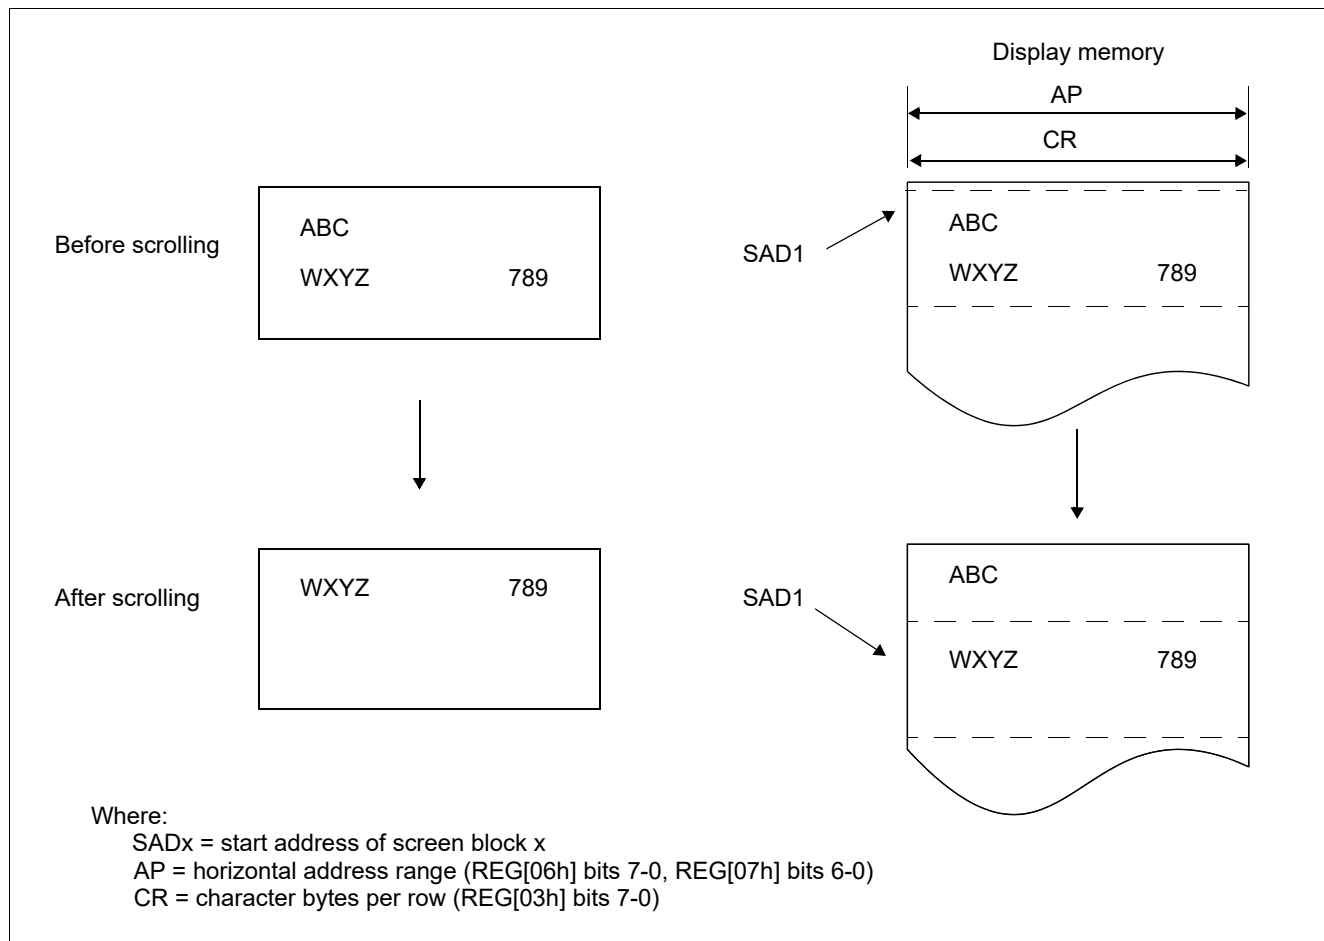 Display memory
AP
CR
ABC
Before scrolling
WXYZ 789
SAD1
ABC
WXYZ 789
After scrolling
WXYZ 789
SAD1
ABC
WXYZ 789
Where:
SADx = start address of screen block x
AP = horizontal address range (REG[06h] bits 7-0, REG[07h] bits 6-0)
CR = character bytes per row (REG[03h] bits 7-0)